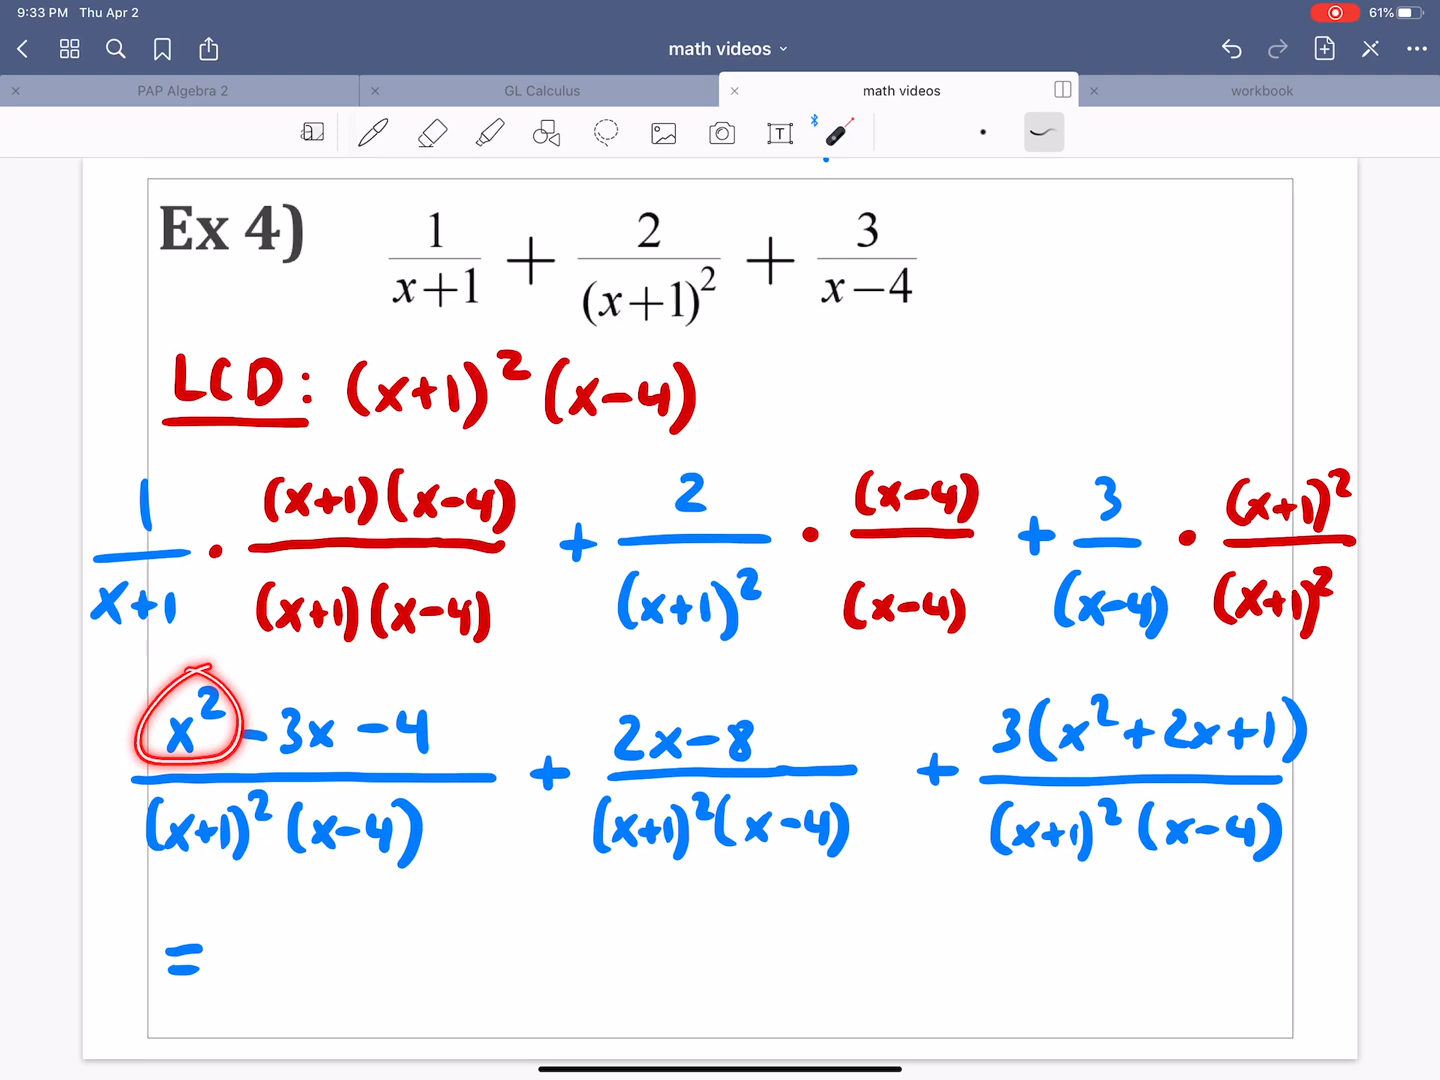 9:33 PM Thu Apr 2 61%
math videos
PAP Algebra 2 GL Calculus math videos workbook
T
Ex 4) 1/(x+1) + 2/(x+1)² + 3/(x−4)
LCD: (x+1)² (x−4)
1/(x+1) · (x+1)(x−4)/(x+1)(x−4) + 2/(x+1)² · (x−4)/(x−4) + 3/(x−4) · (x+1)²/(x+1)²
x² − 3x − 4/(x+1)² (x−4) + 2x − 8/(x+1)² (x−4) + 3(x² + 2x + 1)/(x+1)² (x−4)
=